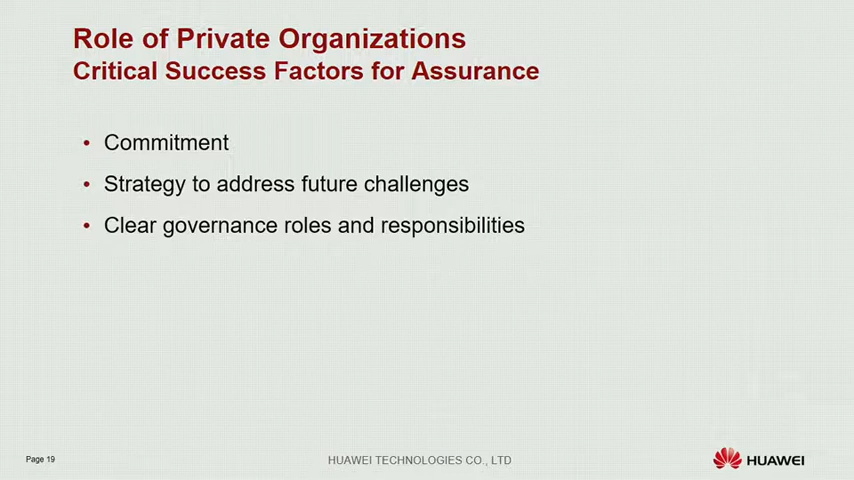 Role of Private Organizations
Critical Success Factors for Assurance
• Commitment
• Strategy to address future challenges
• Clear governance roles and responsibilities
Page 19
HUAWEI TECHNOLOGIES CO., LTD
HUAWEI